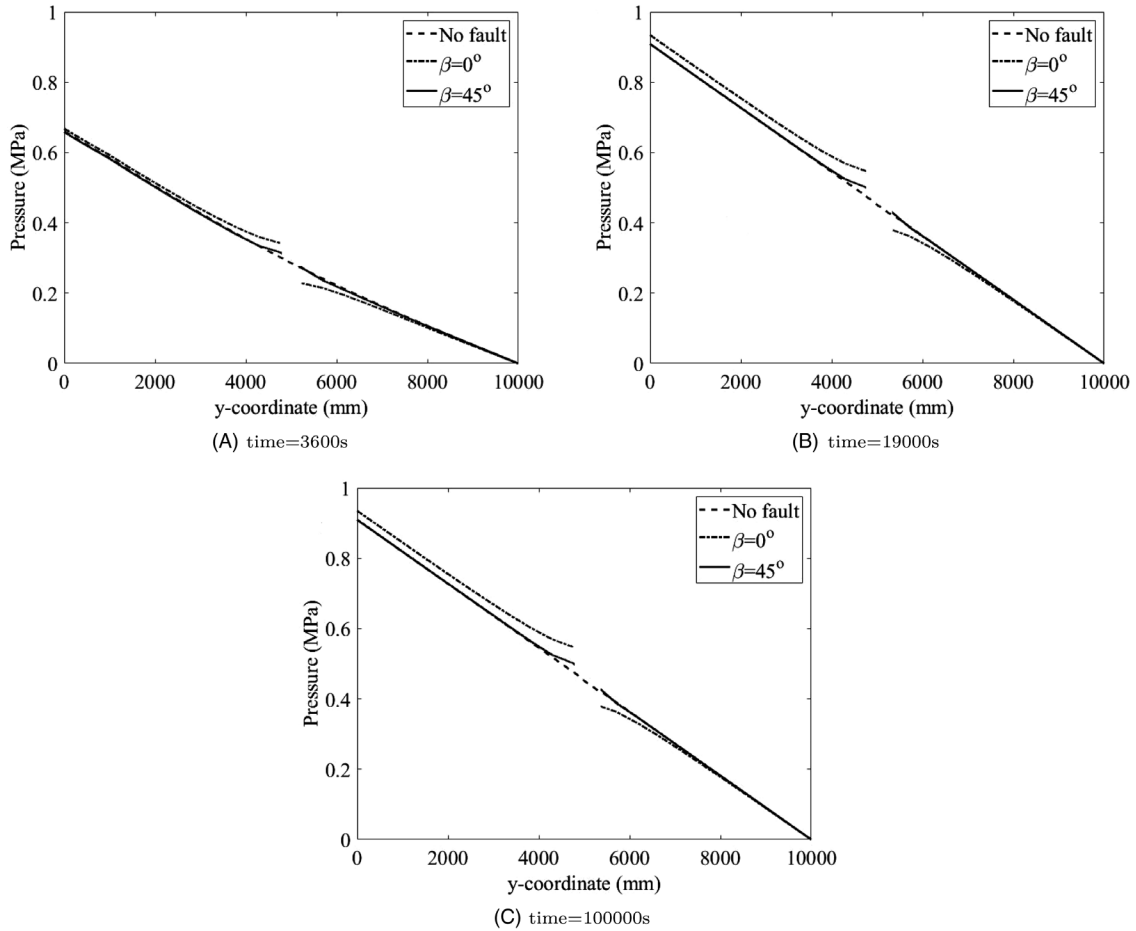 1
0.8
0.6
0.4
0.2
0
Pressure (MPa)
0 2000 4000 6000 8000 10000
y-coordinate (mm)
No fault
β=0°
β=45°
(A) time=3600s
1
0.8
0.6
0.4
0.2
0
Pressure (MPa)
0 2000 4000 6000 8000 10000
y-coordinate (mm)
No fault
β=0°
β=45°
(B) time=19000s
1
0.8
0.6
0.4
0.2
0
Pressure (MPa)
0 2000 4000 6000 8000 10000
y-coordinate (mm)
No fault
β=0°
β=45°
(C) time=100000s